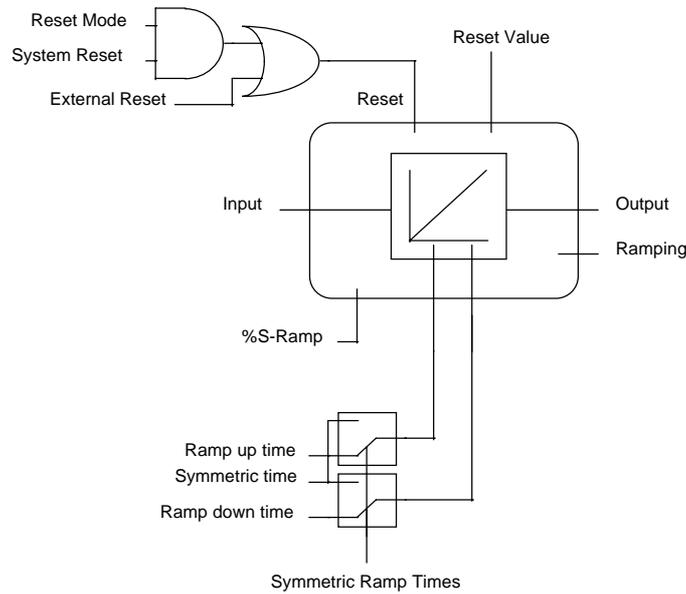 Reset Mode
System Reset
External Reset
Reset
Reset Value
Input
Output
Ramping
%S-Ramp
Ramp up time
Symmetric time
Ramp down time
Symmetric Ramp Times